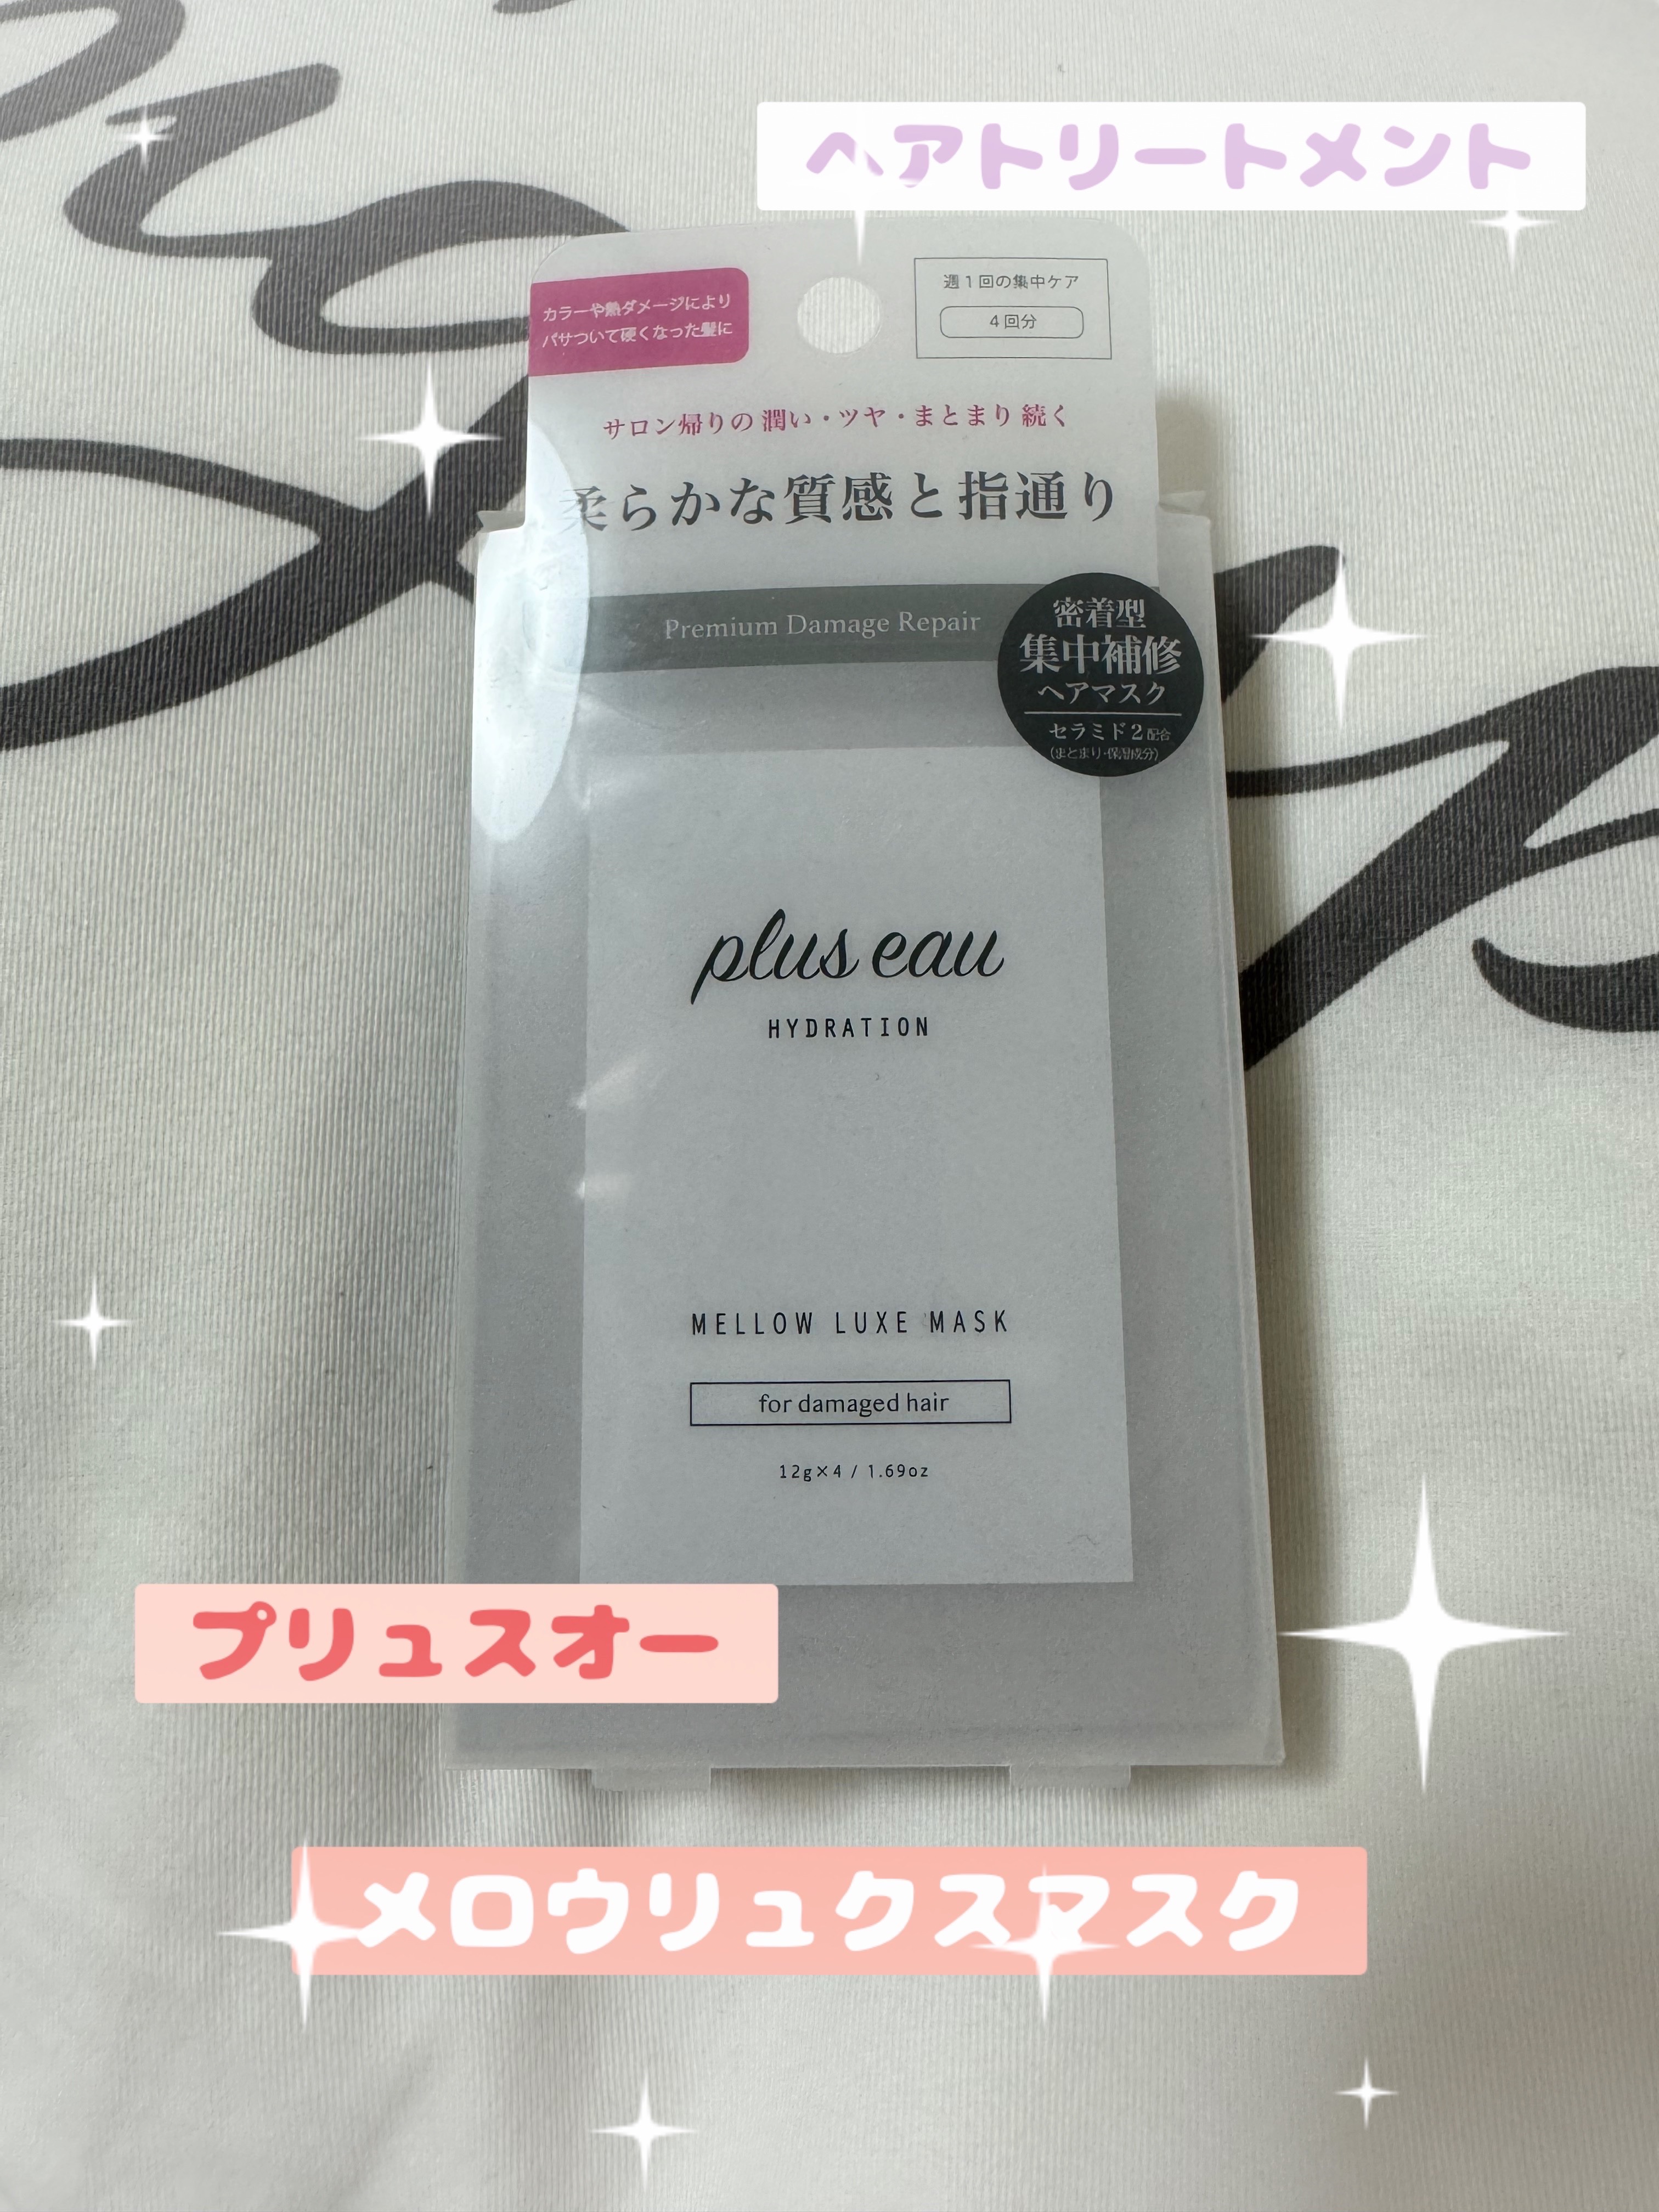 ヘアトリートメント
カラーや熱ダメージにより
パサついて硬くなった髪に
週1回の集中ケア
4回分
サロン帰りの潤い・ツヤ・まとまり続く
柔らかな質感と指通り
Premium Damage Repair
密着型
集中補修
ヘアマスク
セラミド2配合
(まとまり・保湿成分)
plus eau
HYDRATION
MELLOW LUXE MASK
for damaged hair
12g×4 / 1.69oz
プリュスオー
メロウリュクスマスク